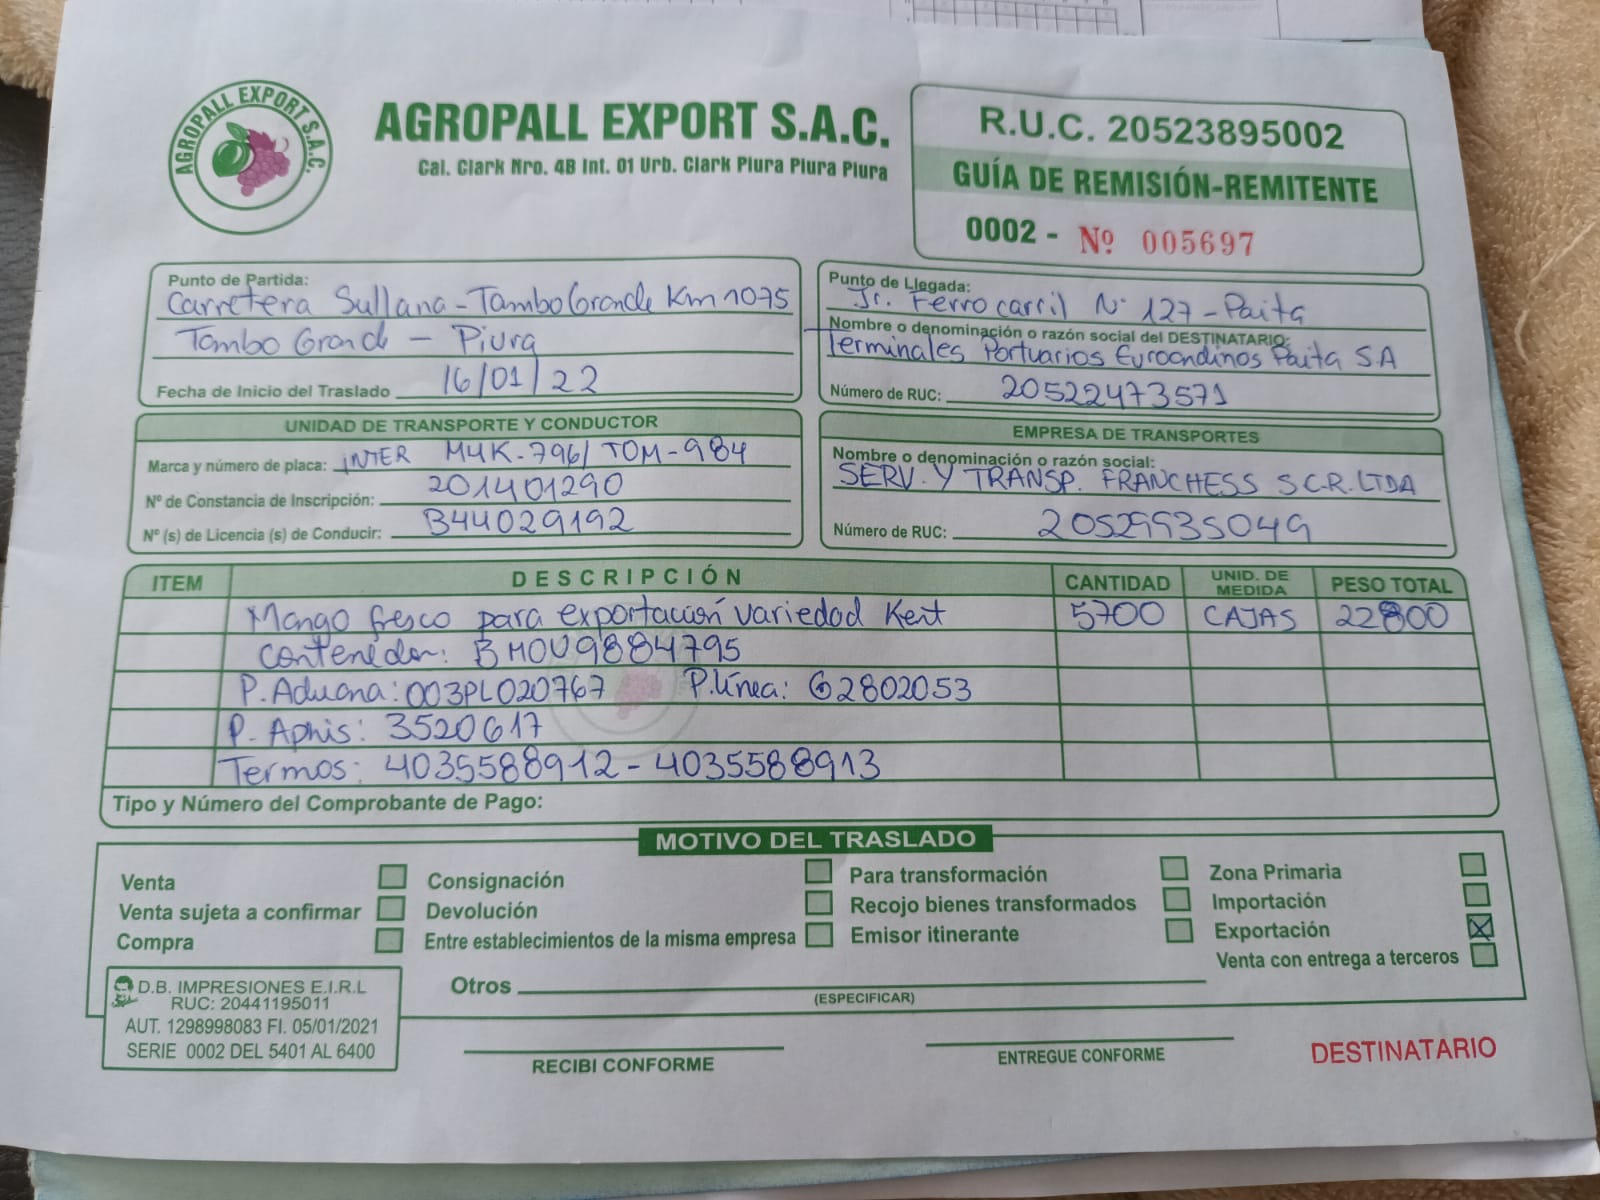 AGROPALL EXPORT S.A.C.
AGROPALL EXPORT S.A.C.
Cal. Clark Nro. 4B Int. 01 Urb. Clark Piura Piura Piura
R.U.C. 20523895002
GUÍA DE REMISIÓN-REMITENTE
0002 - Nº 005697
Punto de Partida:
Carretera Sullana - TamboGrande Km 1075
Tambo Grande - Piura
Fecha de Inicio del Traslado 16/01/22
Punto de Llegada:
Jr. Ferrocarril Nº 127 - Paita
Nombre o denominación o razón social del DESTINATARIO:
Terminales Portuarios Euroandinos Paita SA
Número de RUC: 20522473571
UNIDAD DE TRANSPORTE Y CONDUCTOR
Marca y número de placa: INTER M4K-796/ TOM-984
Nº de Constancia de Inscripción: 201401290
Nº (s) de Licencia (s) de Conducir: B44029192
EMPRESA DE TRANSPORTES
Nombre o denominación o razón social:
SERV. Y TRANSP. FRANCHESS S.C.R. LTDA
Número de RUC: 20529935049
ITEM DESCRIPCIÓN CANTIDAD UNID. DE MEDIDA PESO TOTAL
Mango fresco para exportación variedad Kent 5700 CAJAS 22800
Contenedor: BMOU9884795
P. Aduana: 003PL020767 P.línea: 62802053
P. Aphis: 3520617
Termos: 4035588912 - 4035588913
Tipo y Número del Comprobante de Pago:
MOTIVO DEL TRASLADO
Venta Consignación Para transformación Zona Primaria
Venta sujeta a confirmar Devolución Recojo bienes transformados Importación
Compra Entre establecimientos de la misma empresa Emisor itinerante Exportación X
Venta con entrega a terceros
Otros
(ESPECIFICAR)
D.B. IMPRESIONES E.I.R.L
RUC: 20441195011
AUT. 1298998083 FI. 05/01/2021
SERIE 0002 DEL 5401 AL 6400
RECIBI CONFORME
ENTREGUE CONFORME
DESTINATARIO